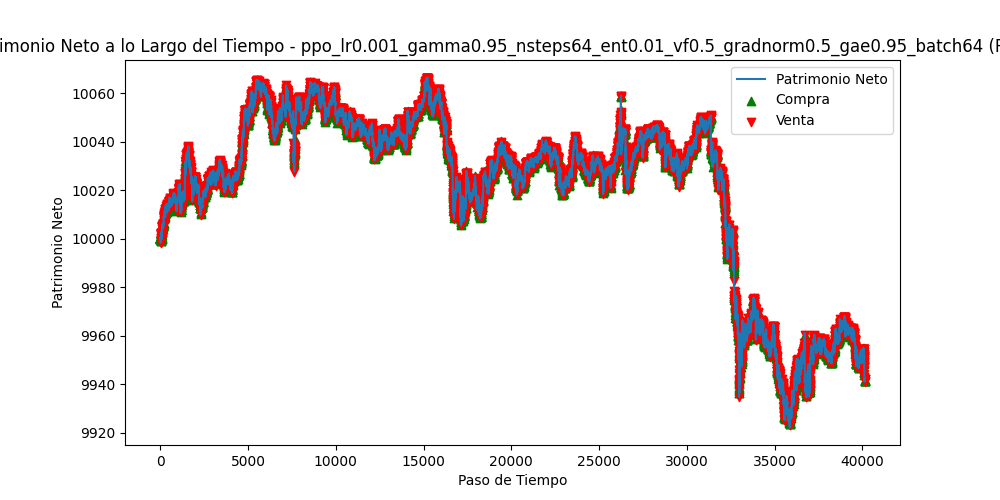 imonio Neto a lo Largo del Tiempo - ppo_lr0.001_gamma0.95_nsteps64_ent0.01_vf0.5_gradnorm0.5_gae0.95_batch64 (F
Patrimonio Neto
Compra
Venta
10060
10040
10020
10000
9980
9960
9940
9920
Patrimonio Neto
0 5000 10000 15000 20000 25000 30000 35000 40000
Paso de Tiempo